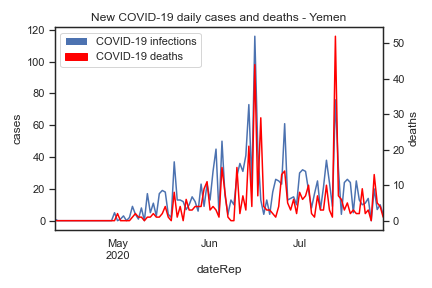 New COVID-19 daily cases and deaths - Yemen
COVID-19 infections
COVID-19 deaths
120
100
80
60
40
20
0
cases
50
40
30
20
10
0
deaths
May
2020
Jun
Jul
dateRep